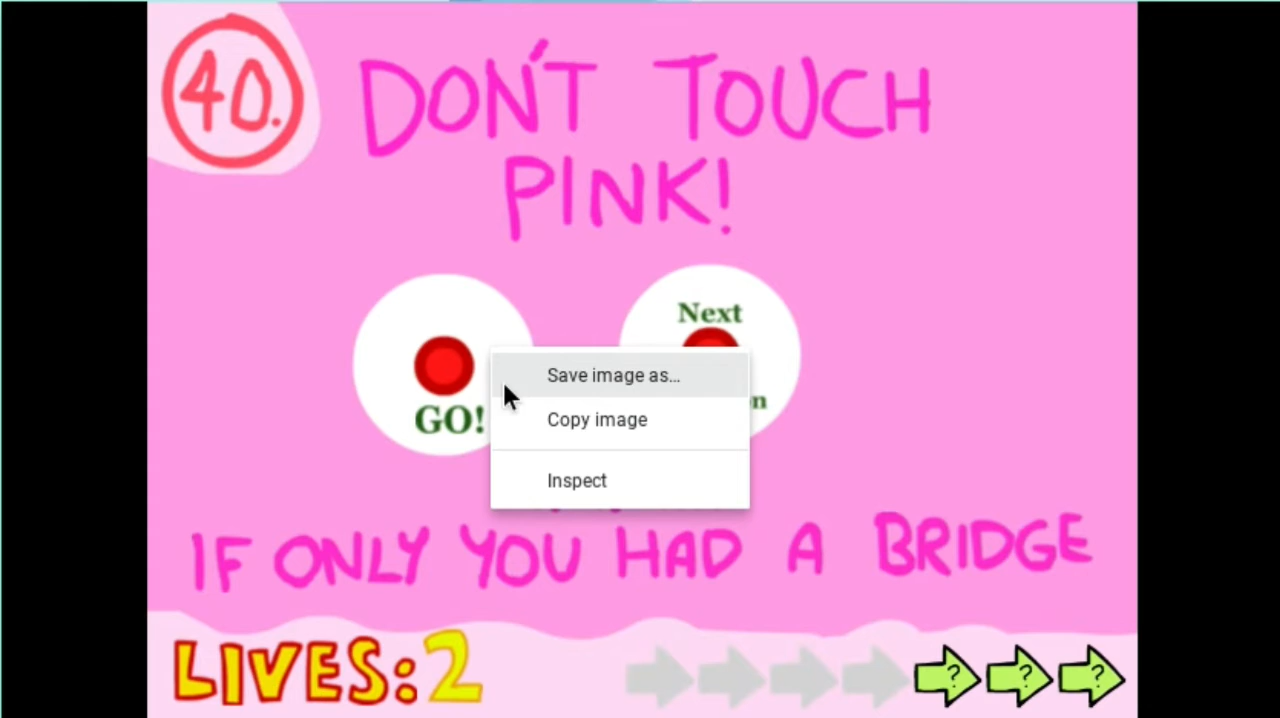 40.
DON'T TOUCH
PINK!
Next
GO!
Save image as...
Copy image
Inspect
IF ONLY YOU HAD A BRIDGE
LIVES: 2
? ? ?